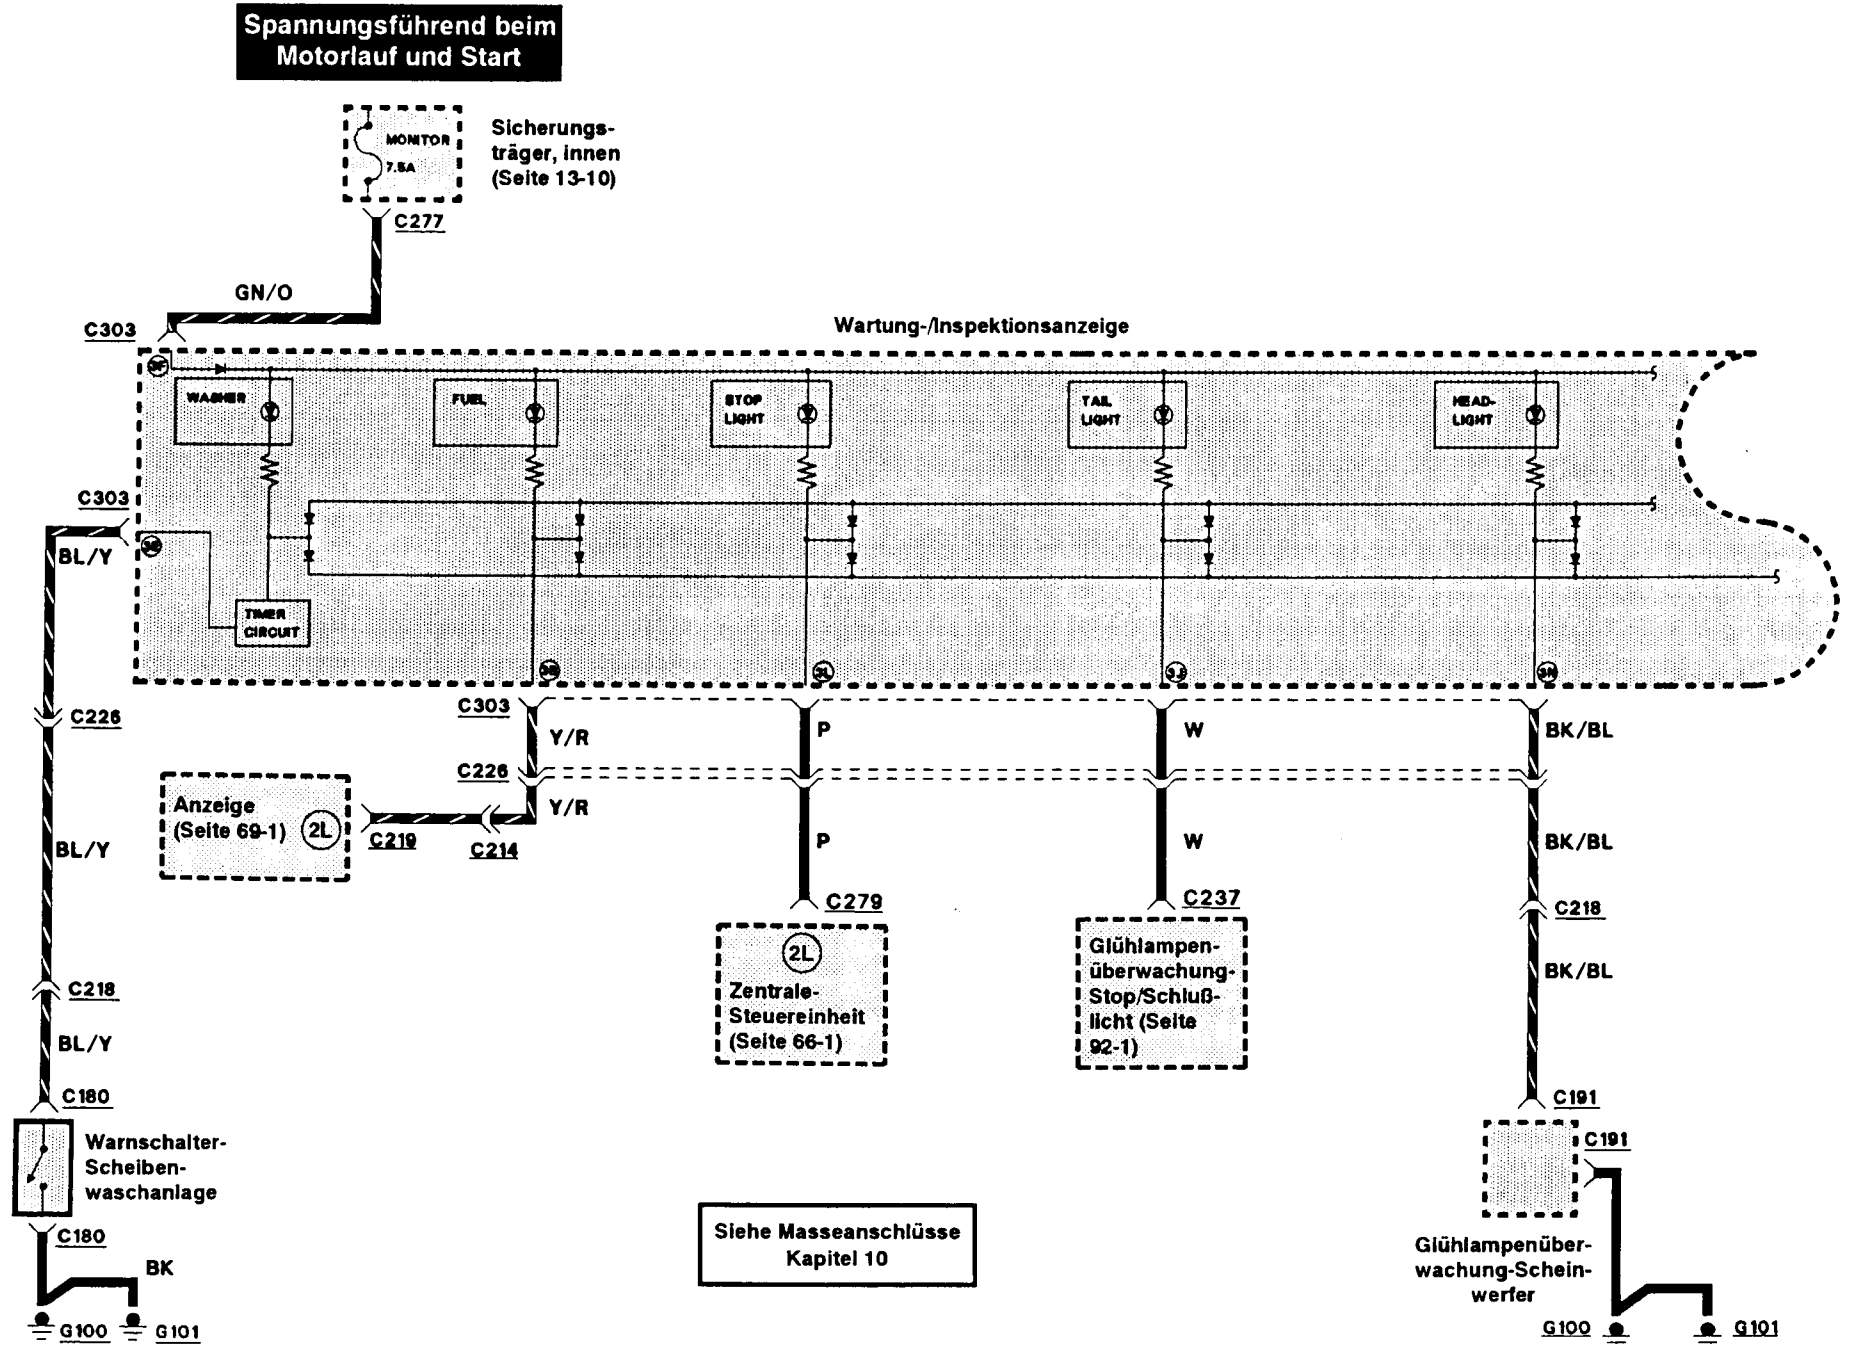 Spannungsführend beim
Motorlauf und Start
MONITOR
7.5A
Sicherungs-
träger, innen
(Seite 13-10)
C277
GN/O
C303
Wartung-/Inspektionsanzeige
3F
WASHER
FUEL
STOP
LIGHT
TAIL
LIGHT
HEAD-
LIGHT
C303
BL/Y
TIMER
CIRCUIT
3L
3J
3N
C303
Y/R
P
W
BK/BL
C226
C226
Anzeige
(Seite 69-1)
2L
C219
C214
Y/R
BL/Y
P
W
BK/BL
C279
C237
C218
2L
Zentrale-
Steuereinheit
(Seite 66-1)
Glühlampen-
überwachung-
Stop/Schluß-
licht (Seite
92-1)
BK/BL
C218
BL/Y
C180
C191
Warnschalter-
Scheiben-
waschanlage
C191
C180
BK
G100
G101
Siehe Masseanschlüsse
Kapitel 10
Glühlampenüber-
wachung-Schein-
werfer
G100
G101